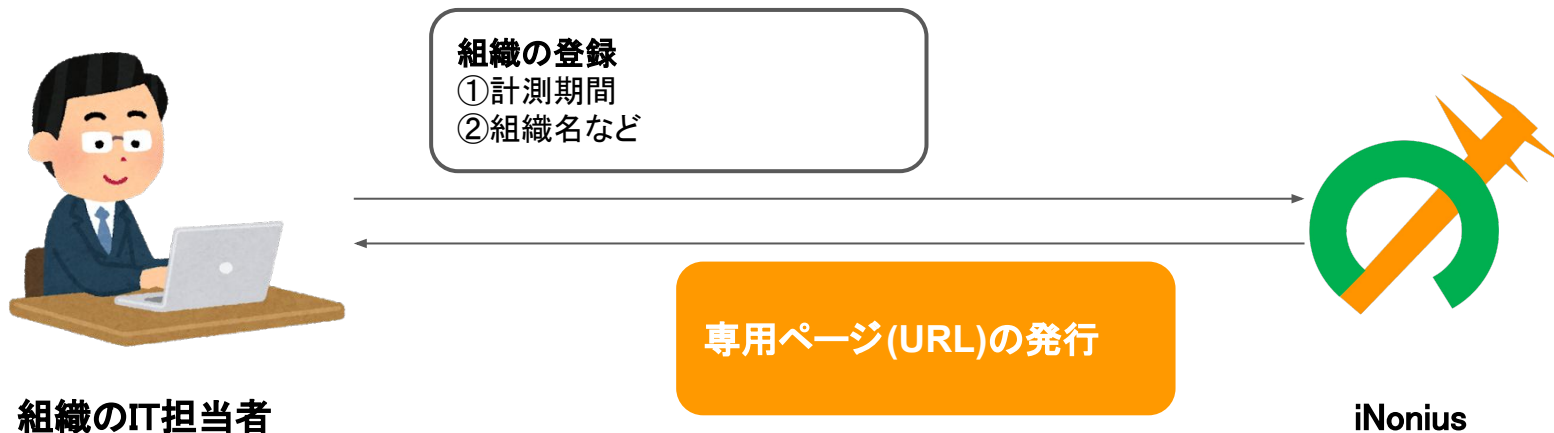 組織の登録
①計測期間
②組織名など
専用ページ(URL)の発行
組織のIT担当者
iNonius